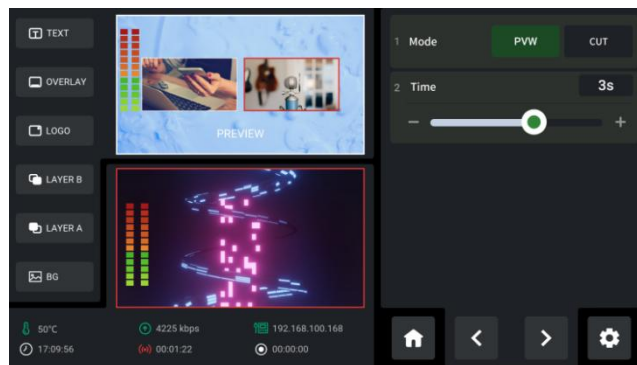 TEXT
OVERLAY
LOGO
LAYER B
LAYER A
BG
PREVIEW
50°C
4225 kbps
192.168.100.168
17:09:56
00:01:22
00:00:00
1 Mode PVW CUT
2 Time 3s